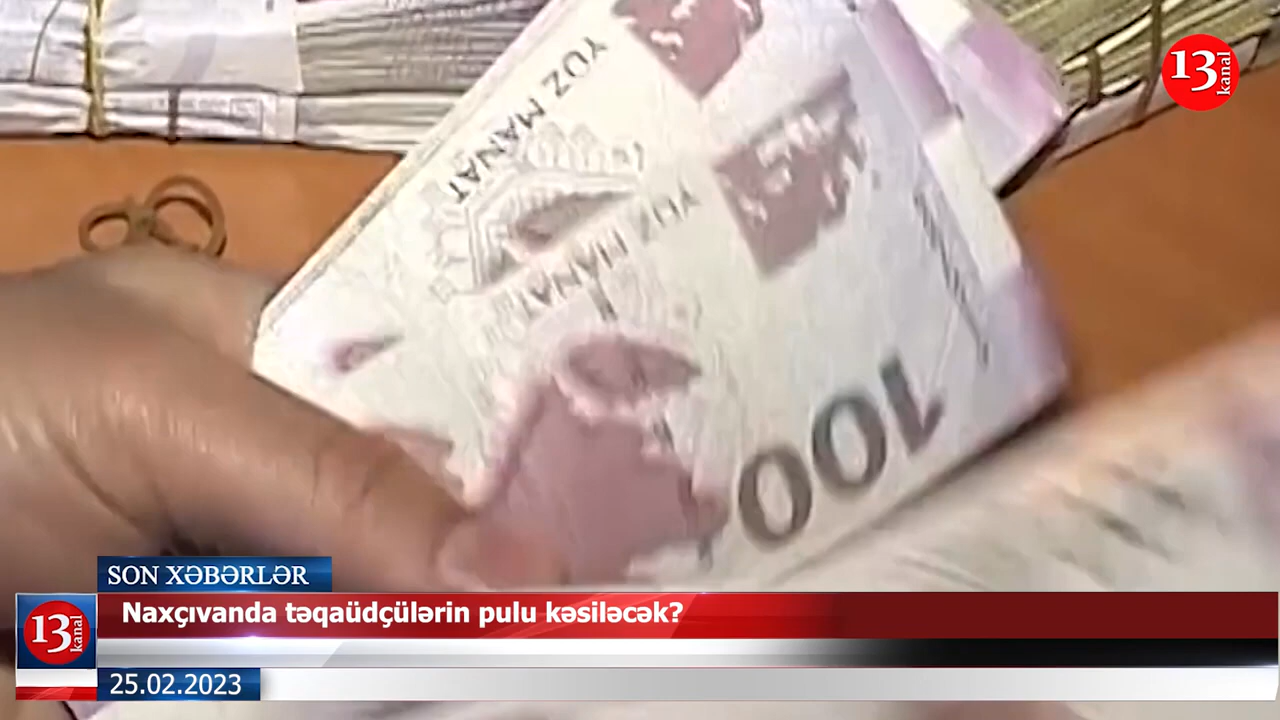 13
kanal
YÜZ MANAT
YÜZ MANAT
100
SON XƏBƏRLƏR
Naxçıvanda təqaüdçülərin pulu kəsiləcək?
13
kanal
25.02.2023